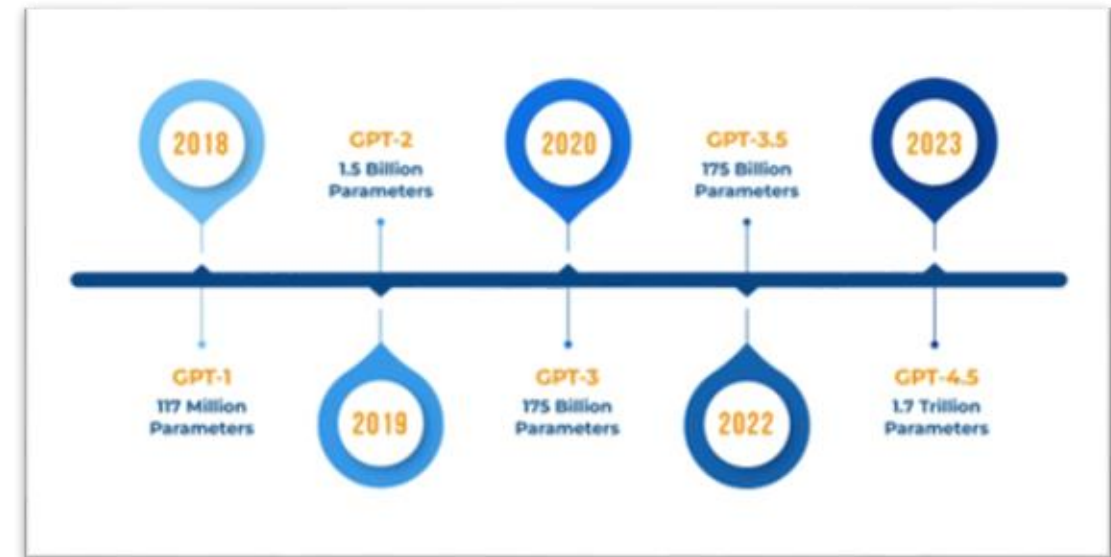 2018
GPT-1
117 Million
Parameters
GPT-2
1.5 Billion
Parameters
2019
2020
GPT-3
175 Billion
Parameters
GPT-3.5
175 Billion
Parameters
2022
2023
GPT-4.5
1.7 Trillion
Parameters